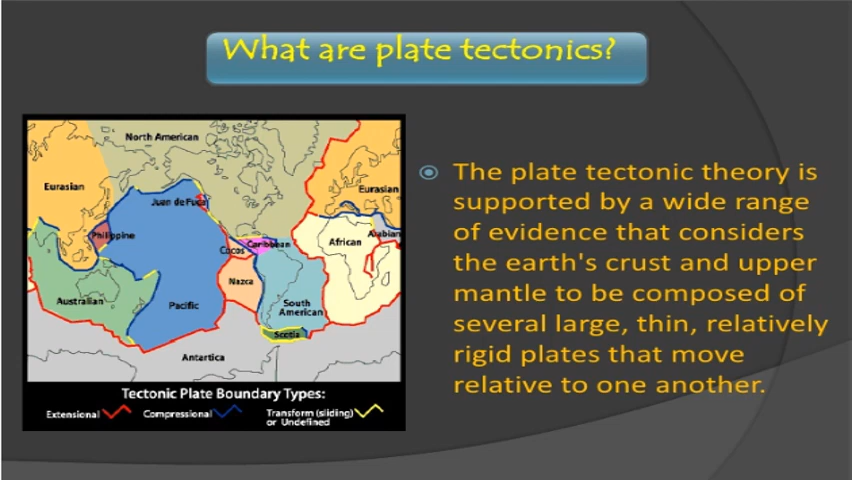 What are plate tectonics?
North American
Eurasian
Eurasian
Juan de Fuca
Philippine
Arabian
African
Cocos
Caribbean
Nazca
Australian
Pacific
South
American
Scotia
Antartica
Tectonic Plate Boundary Types:
Extensional
Compressional
Transform (sliding)
or Undefined
The plate tectonic theory is
supported by a wide range
of evidence that considers
the earth's crust and upper
mantle to be composed of
several large, thin, relatively
rigid plates that move
relative to one another.